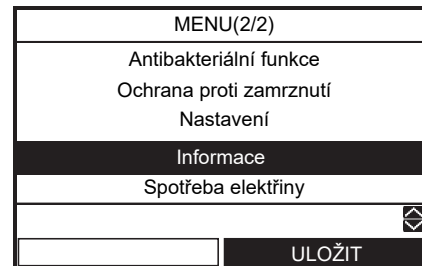 MENU(2/2)
Antibakteriální funkce
Ochrana proti zamrznutí
Nastavení
Informace
Spotřeba elektřiny
ULOŽIT